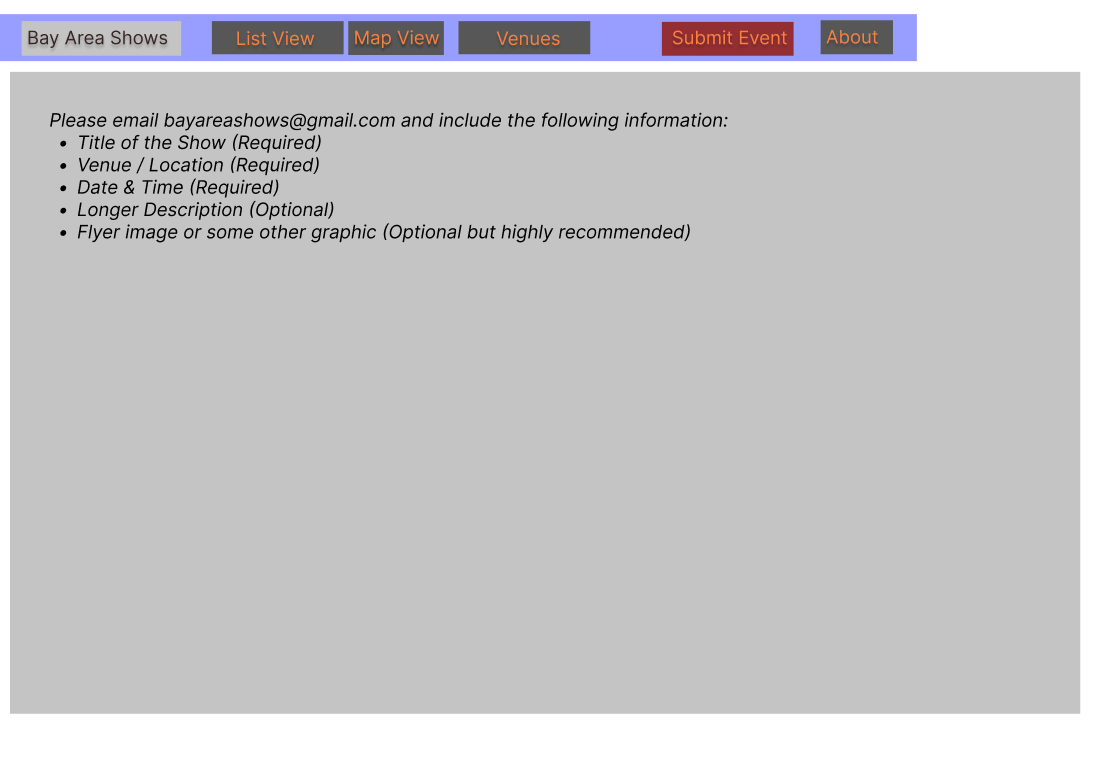 Bay Area Shows List View Map View Venues Submit Event About
Please email bayareashows@gmail.com and include the following information:
• Title of the Show (Required)
• Venue / Location (Required)
• Date & Time (Required)
• Longer Description (Optional)
• Flyer image or some other graphic (Optional but highly recommended)